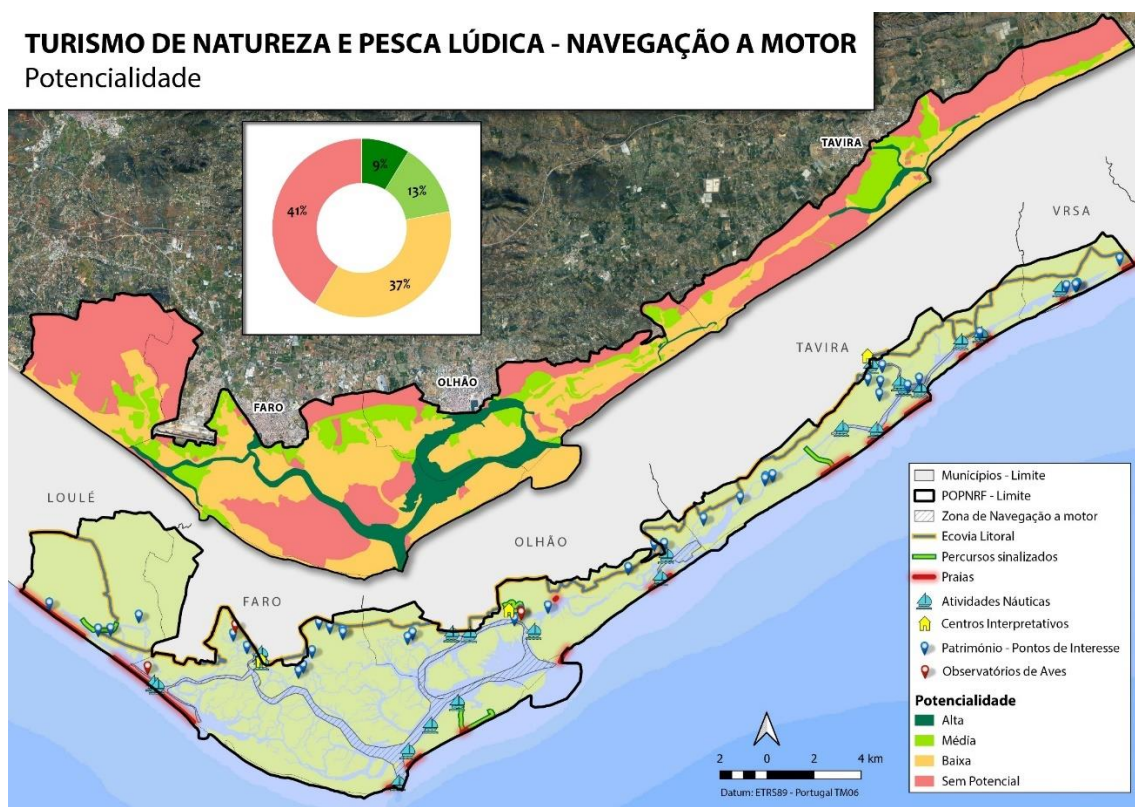 TURISMO DE NATUREZA E PESCA LÚDICA - NAVEGAÇÃO A MOTOR
Potencialidade
9%
13%
41%
37%
TAVIRA
OLHÃO
FARO
VRSA
TAVIRA
LOULÉ
OLHÃO
FARO
Municípios - Limite
POPNRF - Limite
Zona de Navegação a motor
Ecovia Litoral
Percursos sinalizados
Praias
Atividades Náuticas
Centros Interpretativos
Património - Pontos de Interesse
Observatórios de Aves
Potencialidade
Alta
Média
Baixa
Sem Potencial
2 0 2 4 km
Datum: ETRS89 - Portugal TM06